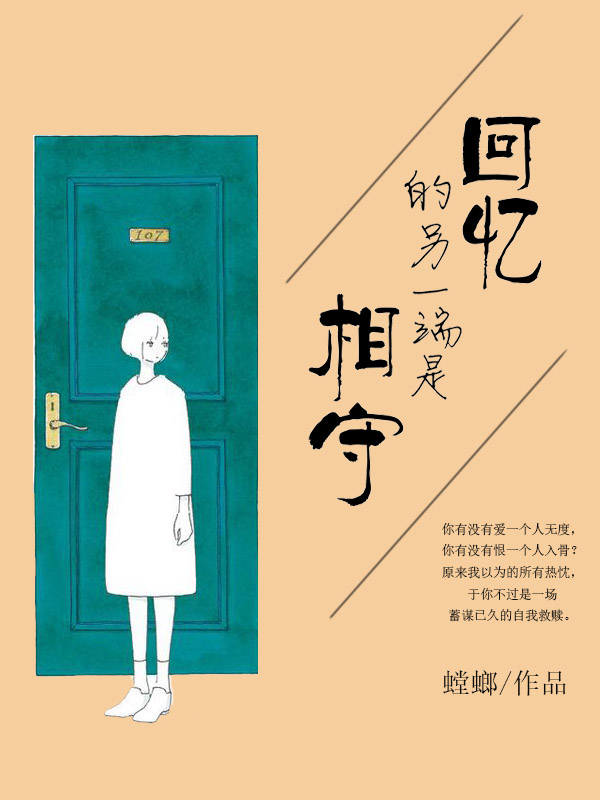 回忆
的另一端是
相守
107
你有没有爱一个人无度，
你有没有恨一个人入骨？
原来我以为的所有热忱，
于你不过是一场
蓄谋已久的自我救赎。
螳螂/作品